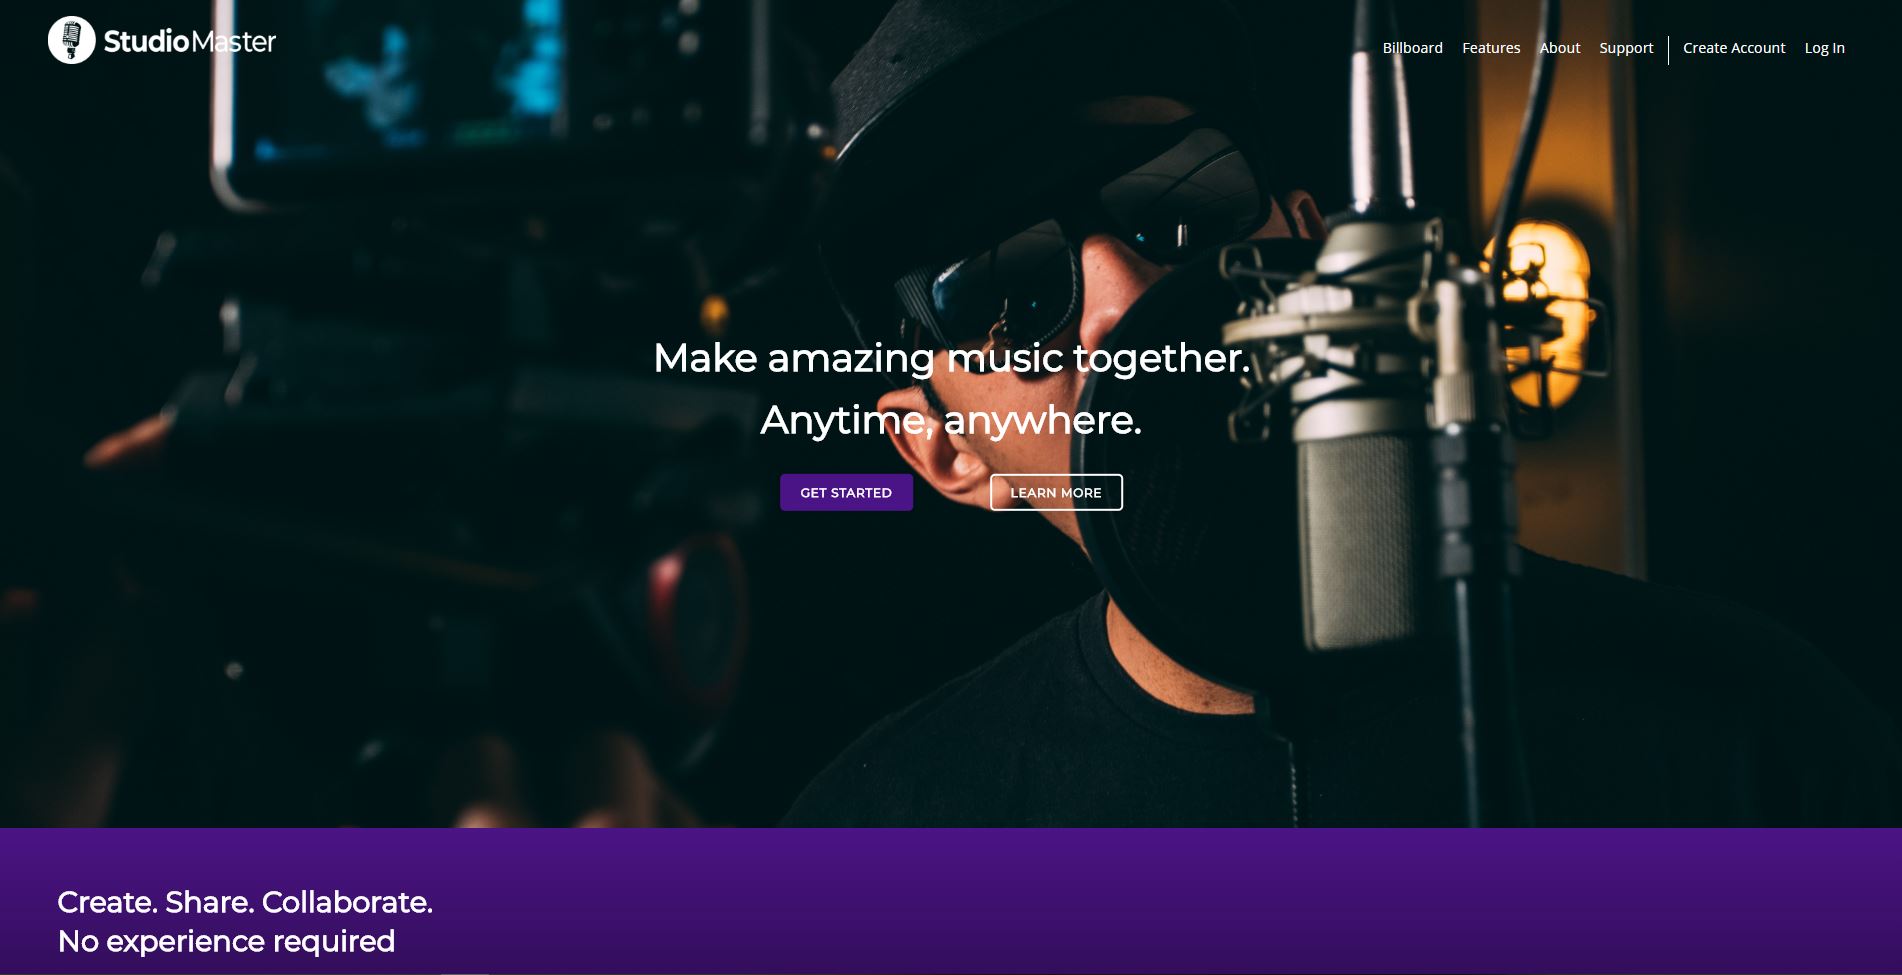 StudioMaster
Billboard Features About Support Create Account Log In
Make amazing music together.
Anytime, anywhere.
GET STARTED LEARN MORE
Create. Share. Collaborate.
No experience required